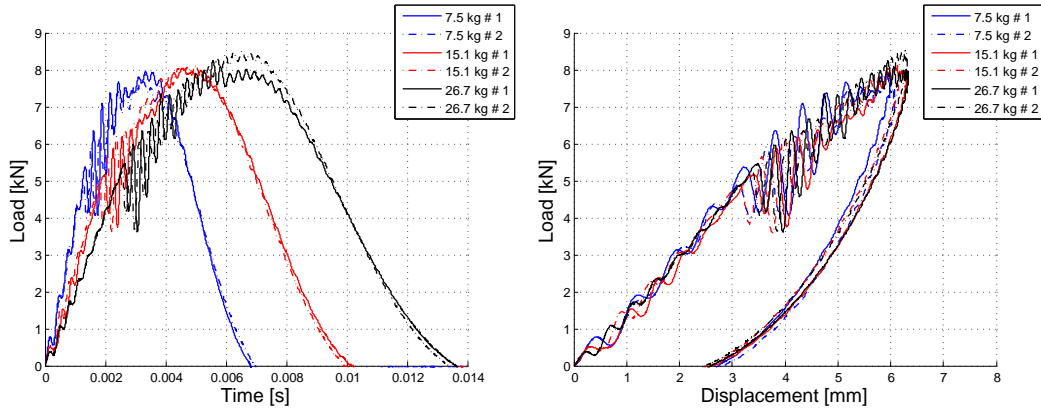 7.5 kg # 1
7.5 kg # 2
15.1 kg # 1
15.1 kg # 2
26.7 kg # 1
26.7 kg # 2
9
8
7
6
5
4
3
2
1
0
Load [kN]
0 0.002 0.004 0.006 0.008 0.01 0.012 0.014
Time [s]
7.5 kg # 1
7.5 kg # 2
15.1 kg # 1
15.1 kg # 2
26.7 kg # 1
26.7 kg # 2
9
8
7
6
5
4
3
2
1
0
Load [kN]
0 1 2 3 4 5 6 7 8
Displacement [mm]